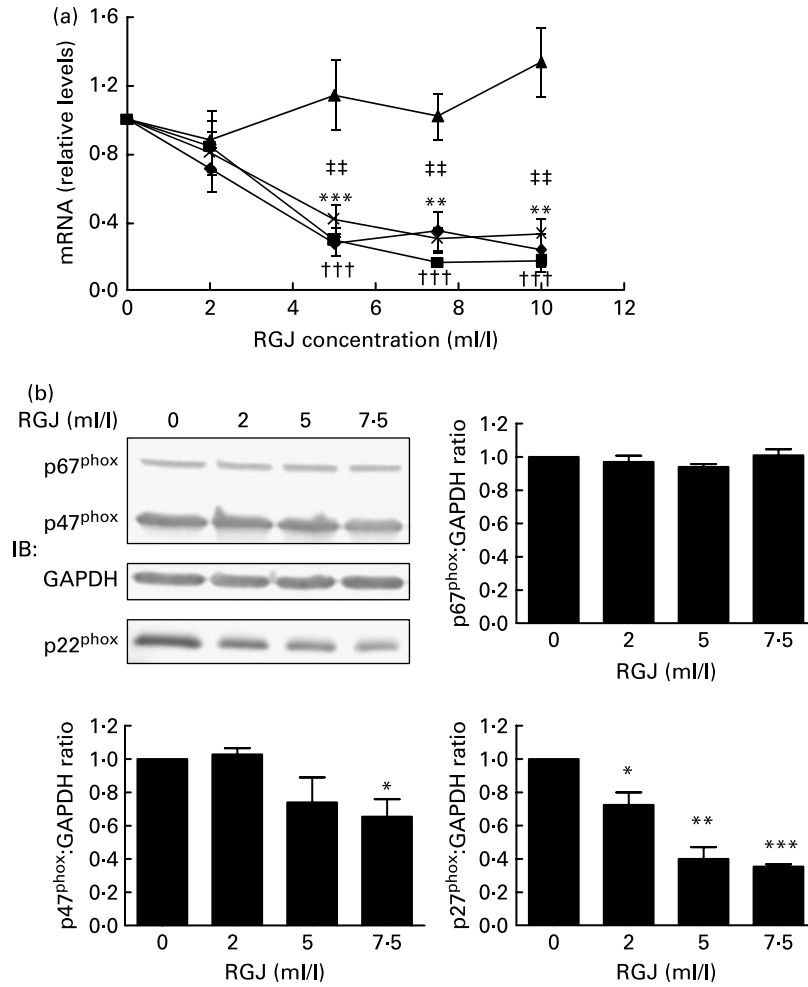 (a)
1·6
1·2
0·8
0·4
0·0
mRNA (relative levels)
‡‡ ‡‡ ‡‡
*** ** **
††† ††† †††
0 2 4 6 8 10 12
RGJ concentration (ml/l)
(b)
RGJ (ml/l) 0 2 5 7·5
p67phox
p47phox
IB:
GAPDH
p22phox
p67phox:GAPDH ratio
1·2
1·0
0·8
0·6
0·4
0·2
0·0
0 2 5 7·5
RGJ (ml/l)
p47phox:GAPDH ratio
1·2
1·0
0·8
0·6
0·4
0·2
0·0
*
0 2 5 7·5
RGJ (ml/l)
p27phox:GAPDH ratio
1·2
1·0
0·8
0·6
0·4
0·2
0·0
* ** ***
0 2 5 7·5
RGJ (ml/l)